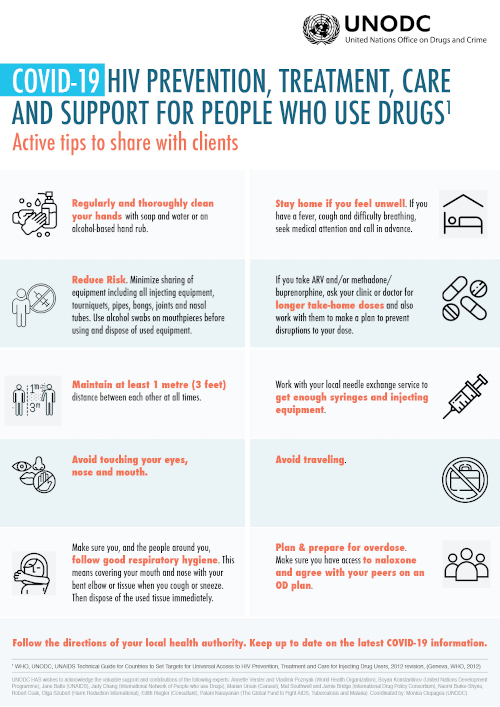 UNODC
United Nations Office on Drugs and Crime
COVID-19 HIV PREVENTION, TREATMENT, CARE
AND SUPPORT FOR PEOPLE WHO USE DRUGS¹
Active tips to share with clients
Regularly and thoroughly clean
your hands with soap and water or an
alcohol-based hand rub.
Stay home if you feel unwell. If you
have a fever, cough and difficulty breathing,
seek medical attention and call in advance.
Reduce Risk. Minimize sharing of
equipment including all injecting equipment,
tourniquets, pipes, bongs, joints and nasal
tubes. Use alcohol swabs on mouthpieces before
using and dispose of used equipment.
If you take ARV and/or methadone/
buprenorphine, ask your clinic or doctor for
longer take-home doses and also
work with them to make a plan to prevent
disruptions to your dose.
1m
3ft
Maintain at least 1 metre (3 feet)
distance between each other at all times.
Work with your local needle exchange service to
get enough syringes and injecting
equipment.
Avoid touching your eyes,
nose and mouth.
Avoid traveling.
Make sure you, and the people around you,
follow good respiratory hygiene. This
means covering your mouth and nose with your
bent elbow or tissue when you cough or sneeze.
Then dispose of the used tissue immediately.
Plan & prepare for overdose.
Make sure you have access to naloxone
and agree with your peers on an
OD plan.
Follow the directions of your local health authority. Keep up to date on the latest COVID-19 information.
¹ WHO, UNODC, UNAIDS Technical Guide for Countries to Set Targets for Universal Access to HIV Prevention, Treatment and Care for Injecting Drug Users, 2012 revision, (Geneva, WHO, 2012)
UNODC HAS wishes to acknowledge the valuable support and contributions of the following experts: Annette Verster and Vladimir Poznyak (World Health Organization), Boyan Konstantinov (United Nations Development
Programme), Jane Batte (UNAIDS), Judy Chang (International Network of People who use Drugs), Marian Ursan (Carusel), Mat Southwell and Jamie Bridge (International Drug Policy Consortium), Naomi Burke-Shyne,
Robert Csak, Olga Szubert (Harm Reduction International), Edith Riegler (Consultant), Palani Narayanan (The Global Fund to Fight AIDS, Tuberculosis and Malaria). Coordinated by: Monica Ciupagea (UNODC).